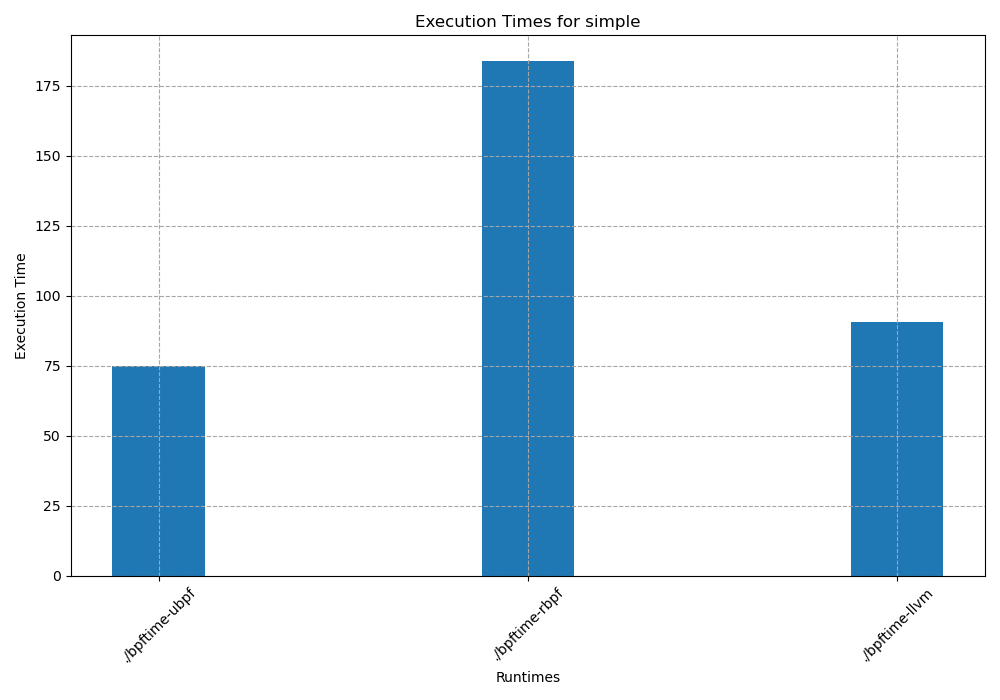 Execution Times for simple
Execution Time
175
150
125
100
75
50
25
0
./bpftime-ubpf
./bpftime-rbpf
./bpftime-llvm
Runtimes